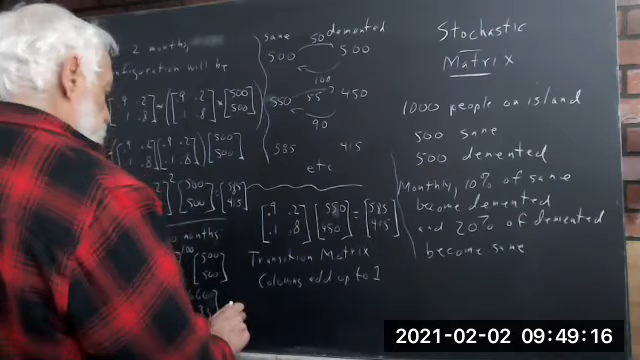 2 months
configuration will be
[.9 .2
.1 .8] ([.9 .2
.1 .8] * [500
500])
([.9 .2
.1 .8] [.9 .2
.1 .8]) [500
500]
2 [500
500] = [585
415]
months
100 [500
500]
sane 50 demented
500 500
100
550 55 450
90
585 415
etc
[.9 .2
.1 .8] [550
450] = [585
415]
Transition Matrix
Columns add up to 1
Stochastic
Matrix
1000 people on island
500 sane
500 demented
Monthly, 10% of sane
become demented
and 20% of demented
become sane
2021-02-02 09:49:16